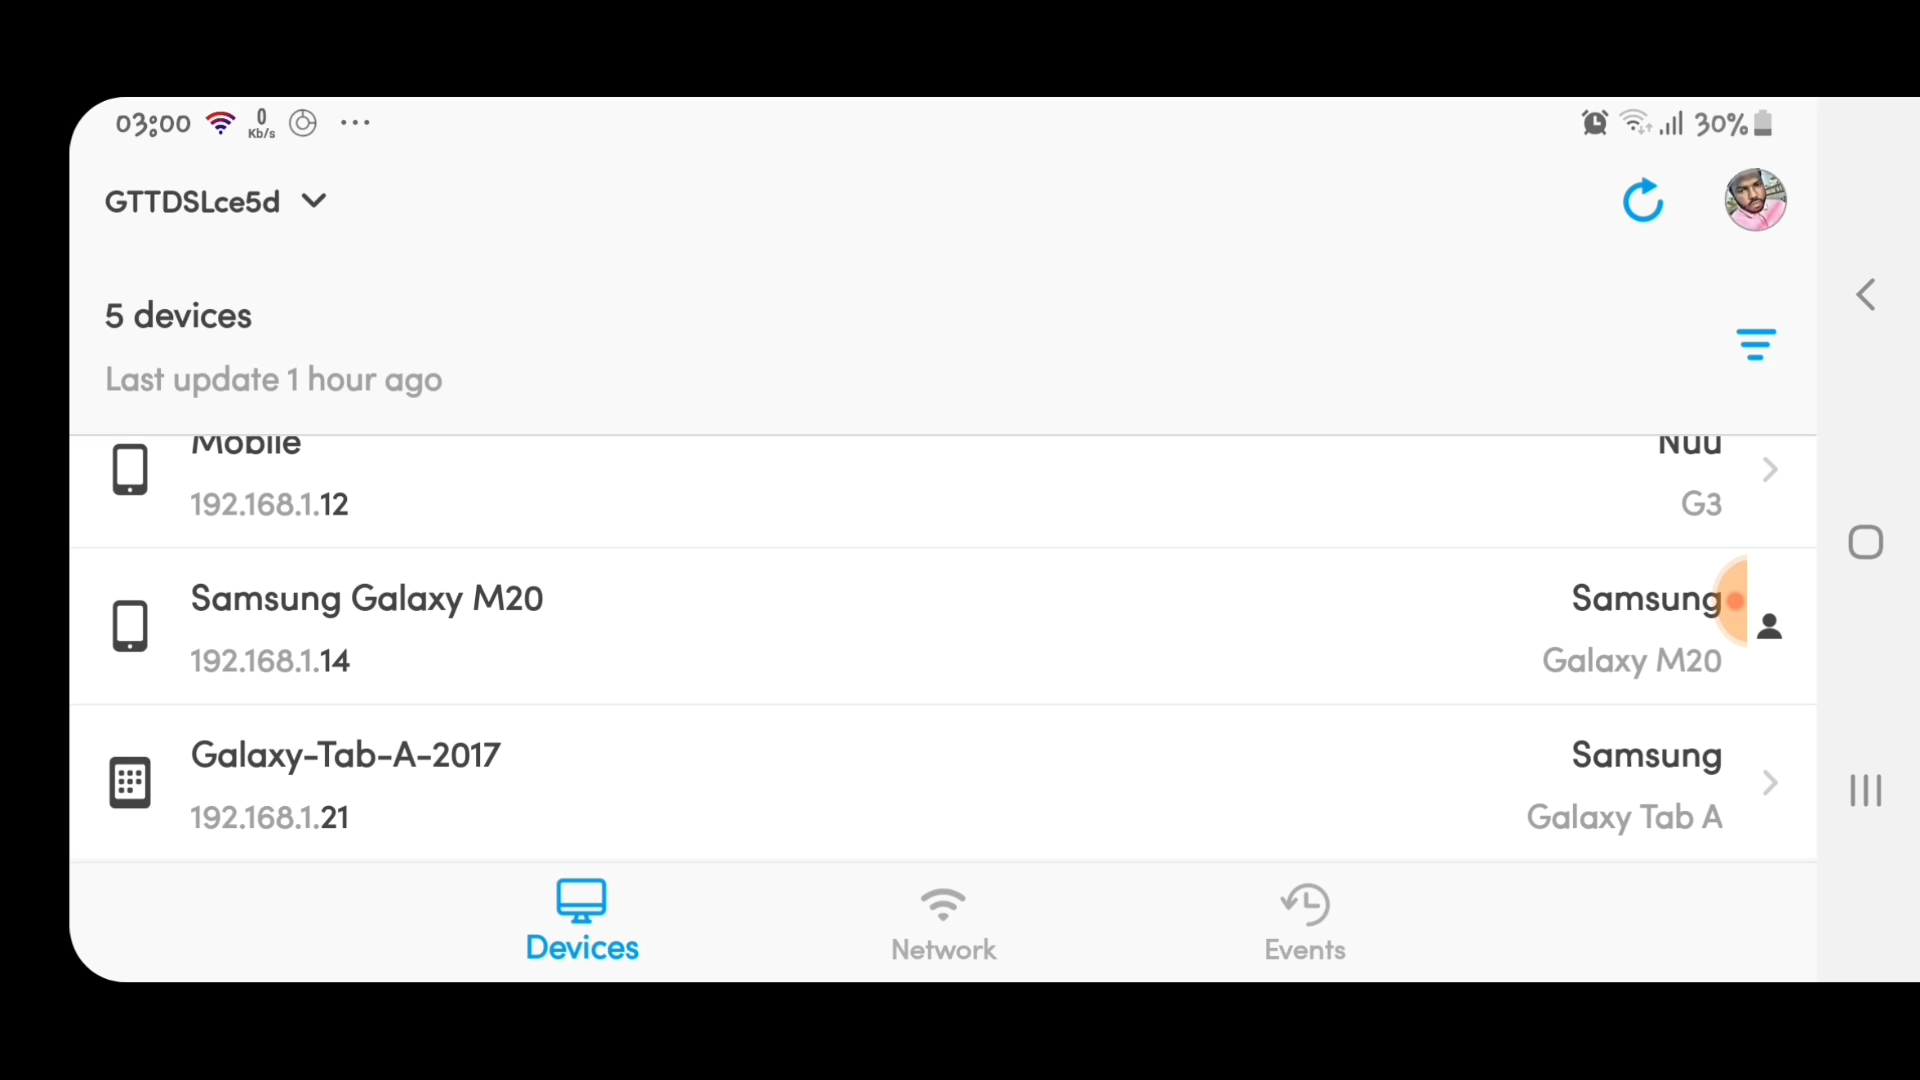 03:00 0 Kb/s 30%
GTTDSLce5d
5 devices
Last update 1 hour ago
Mobile Nuu
192.168.1.12 G3
Samsung Galaxy M20 Samsung
192.168.1.14 Galaxy M20
Galaxy-Tab-A-2017 Samsung
192.168.1.21 Galaxy Tab A
Devices Network Events